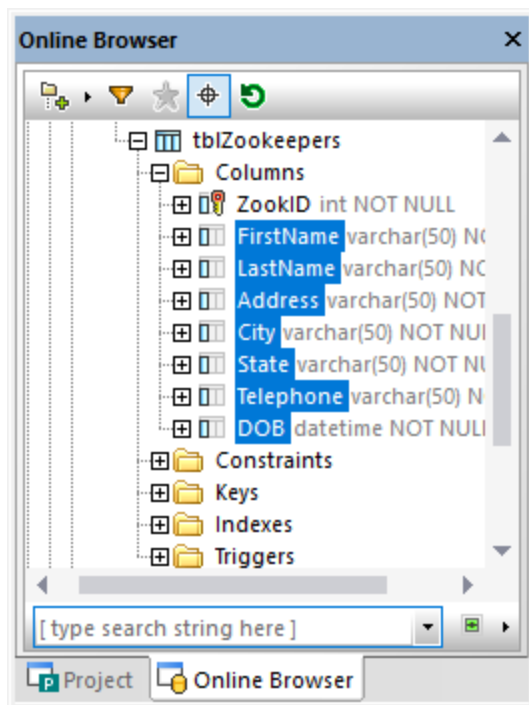 Online Browser
tblZookeepers
Columns
ZookID int NOT NULL
FirstName varchar(50)
LastName varchar(50)
Address varchar(50) NOT
City varchar(50) NOT
State varchar(50) NOT
Telephone varchar(50)
DOB datetime NOT
Constraints
Keys
Indexes
Triggers
[ type search string here ]
Project Online Browser